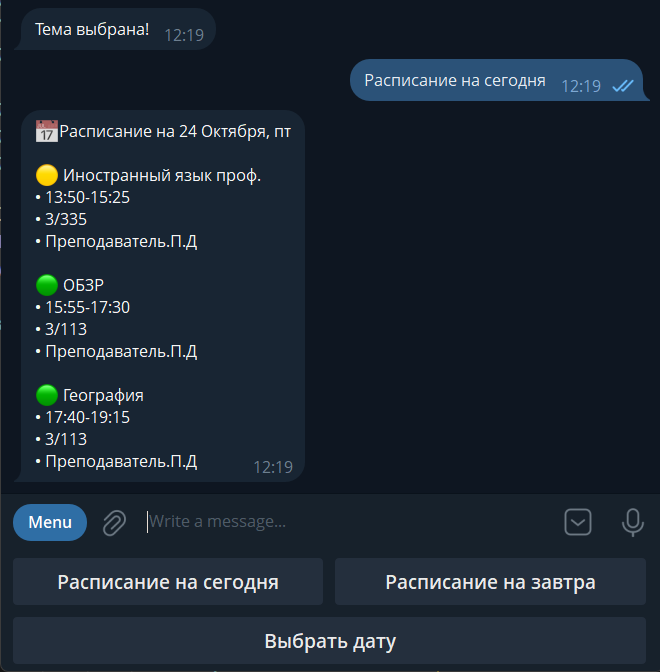 Тема выбрана! 12:19
Расписание на сегодня 12:19
17 Расписание на 24 Октября, пт
Иностранный язык проф.
• 13:50-15:25
• 3/335
• Преподаватель.П.Д
ОБЗР
• 15:55-17:30
• 3/113
• Преподаватель.П.Д
География
• 17:40-19:15
• 3/113
• Преподаватель.П.Д 12:19
Menu Write a message...
Расписание на сегодня Расписание на завтра
Выбрать дату